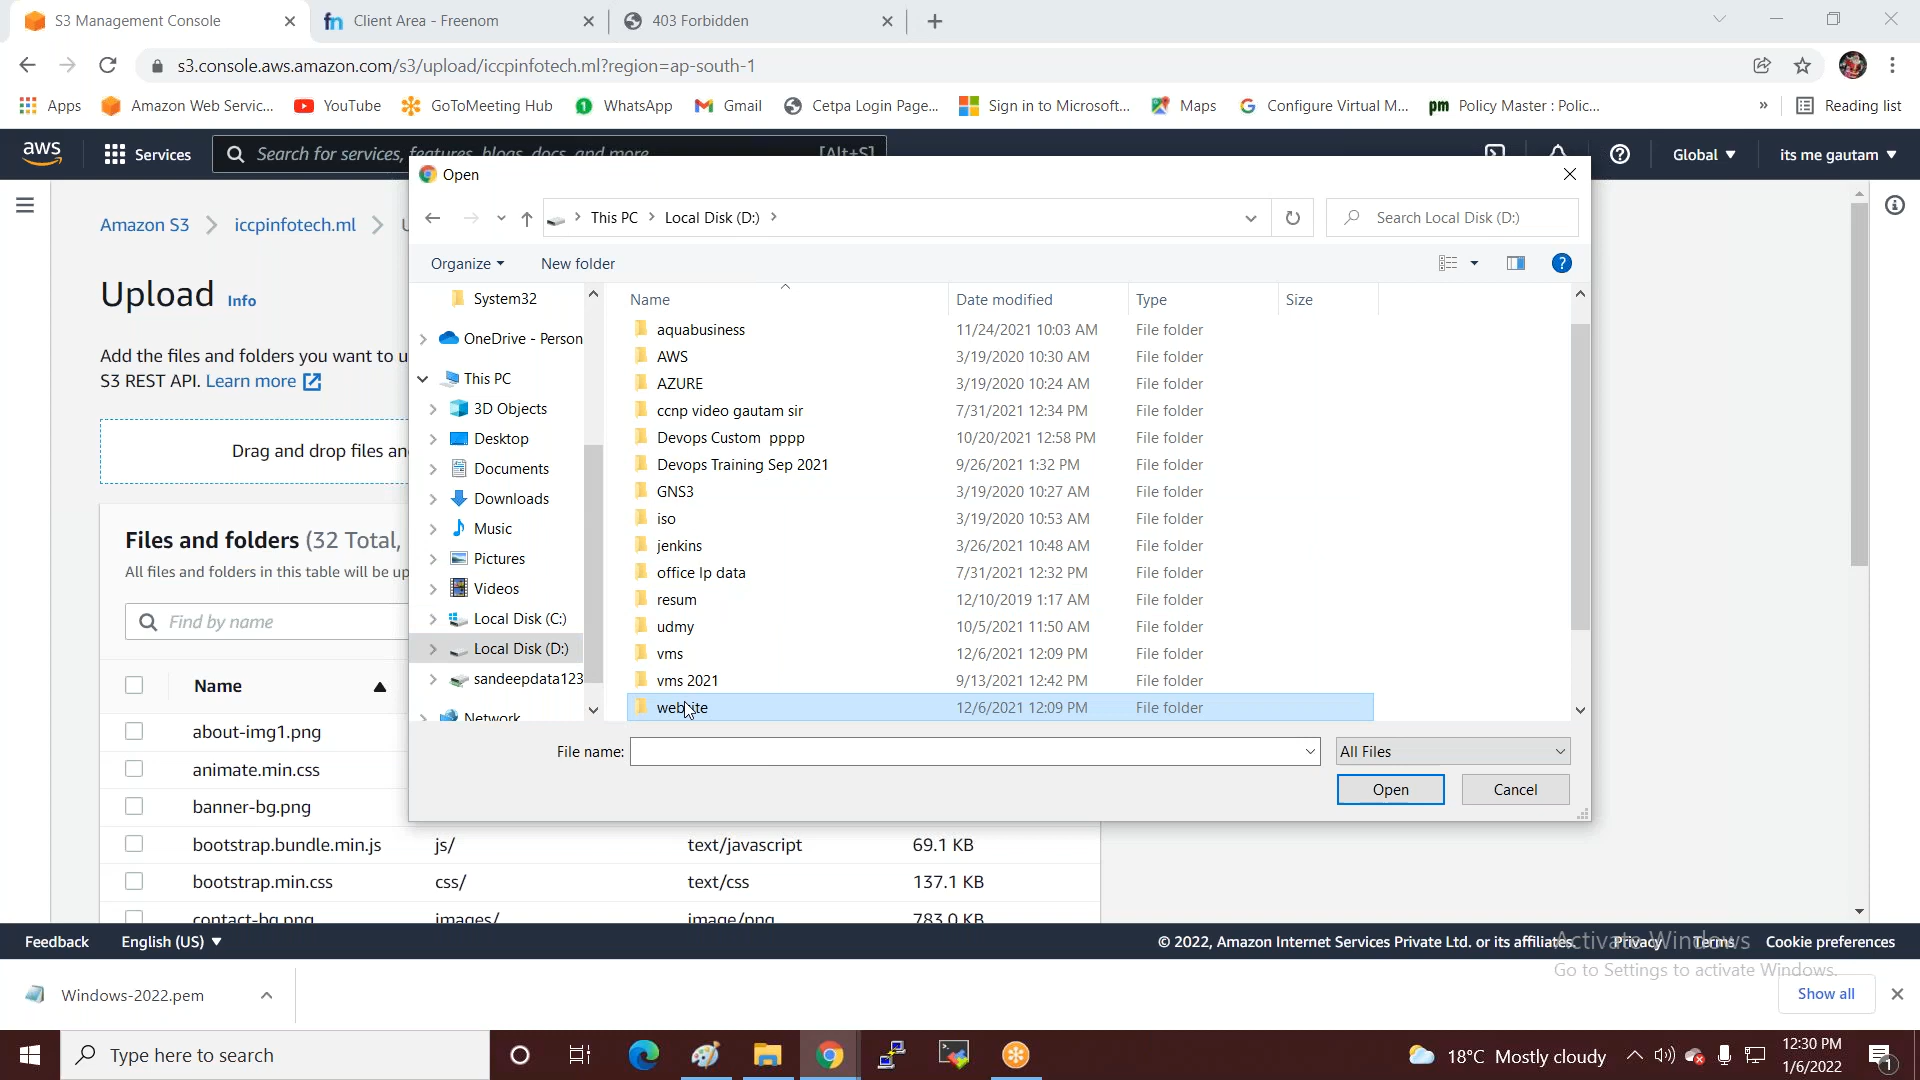 S3 Management Console
Client Area - Freenom
403 Forbidden
s3.console.aws.amazon.com/s3/upload/iccpinfotech.ml?region=ap-south-1
Apps
Amazon Web Servic...
YouTube
GoToMeeting Hub
WhatsApp
Gmail
Cetpa Login Page...
Sign in to Microsoft...
Maps
Configure Virtual M...
pm Policy Master : Polic...
»
Reading list
aws
Services
Search for services, features, blogs, docs, and more
[Alt+S]
Global
its me gautam
Amazon S3
iccpinfotech.ml
Upload Info
Add the files and folders you want to u
S3 REST API. Learn more
Drag and drop files an
Files and folders (32 Total,
All files and folders in this table will be up
Find by name
Name
about-img1.png
animate.min.css
banner-bg.png
bootstrap.bundle.min.js js/ text/javascript 69.1 KB
bootstrap.min.css css/ text/css 137.1 KB
contact-bg.png images/ image/png 783.0 KB
Open
This PC
Local Disk (D:)
Search Local Disk (D:)
Organize
New folder
System32
OneDrive - Person
This PC
3D Objects
Desktop
Documents
Downloads
Music
Pictures
Videos
Local Disk (C:)
Local Disk (D:)
sandeepdata123
Network
Name Date modified Type Size
aquabusiness 11/24/2021 10:03 AM File folder
AWS 3/19/2020 10:30 AM File folder
AZURE 3/19/2020 10:24 AM File folder
ccnp video gautam sir 7/31/2021 12:34 PM File folder
Devops Custom pppp 10/20/2021 12:58 PM File folder
Devops Training Sep 2021 9/26/2021 1:32 PM File folder
GNS3 3/19/2020 10:27 AM File folder
iso 3/19/2020 10:53 AM File folder
jenkins 3/26/2021 10:48 AM File folder
office lp data 7/31/2021 12:32 PM File folder
resum 12/10/2019 1:17 AM File folder
udmy 10/5/2021 11:50 AM File folder
vms 12/6/2021 12:09 PM File folder
vms 2021 9/13/2021 12:42 PM File folder
website 12/6/2021 12:09 PM File folder
File name:
All Files
Open
Cancel
Feedback
English (US)
© 2022, Amazon Internet Services Private Ltd. or its affiliates.
Privacy
Terms
Cookie preferences
Activate Windows
Go to Settings to activate Windows.
Windows-2022.pem
Show all
Type here to search
18°C Mostly cloudy
12:30 PM
1/6/2022
1